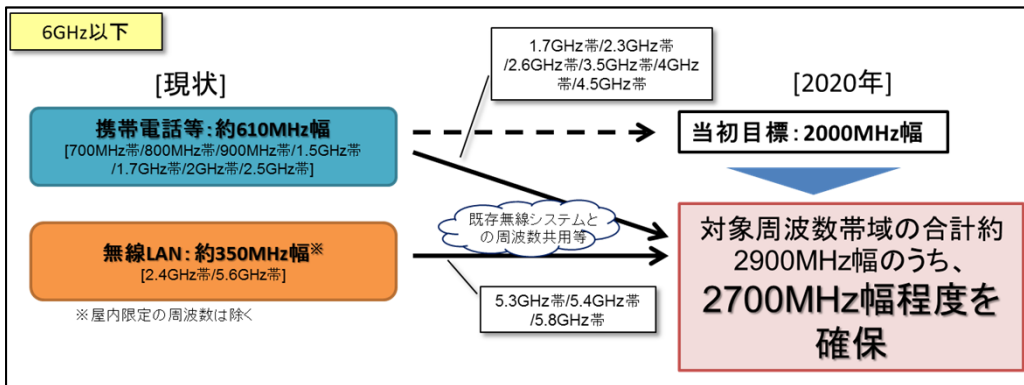 6GHz以下
1.7GHz帯/2.3GHz帯
/2.6GHz帯/3.5GHz帯/4GHz
帯/4.5GHz帯
[現状]
[2020年]
携帯電話等：約610MHz幅
[700MHz帯/800MHz帯/900MHz帯/1.5GHz帯
/1.7GHz帯/2GHz帯/2.5GHz帯]
当初目標：2000MHz幅
既存無線システムと
の周波数共用等
無線LAN：約350MHz幅※
[2.4GHz帯/5.6GHz帯]
※屋内限定の周波数は除く
5.3GHz帯/5.4GHz帯
/5.8GHz帯
対象周波数帯域の合計約
2900MHz幅のうち、
2700MHz幅程度を
確保